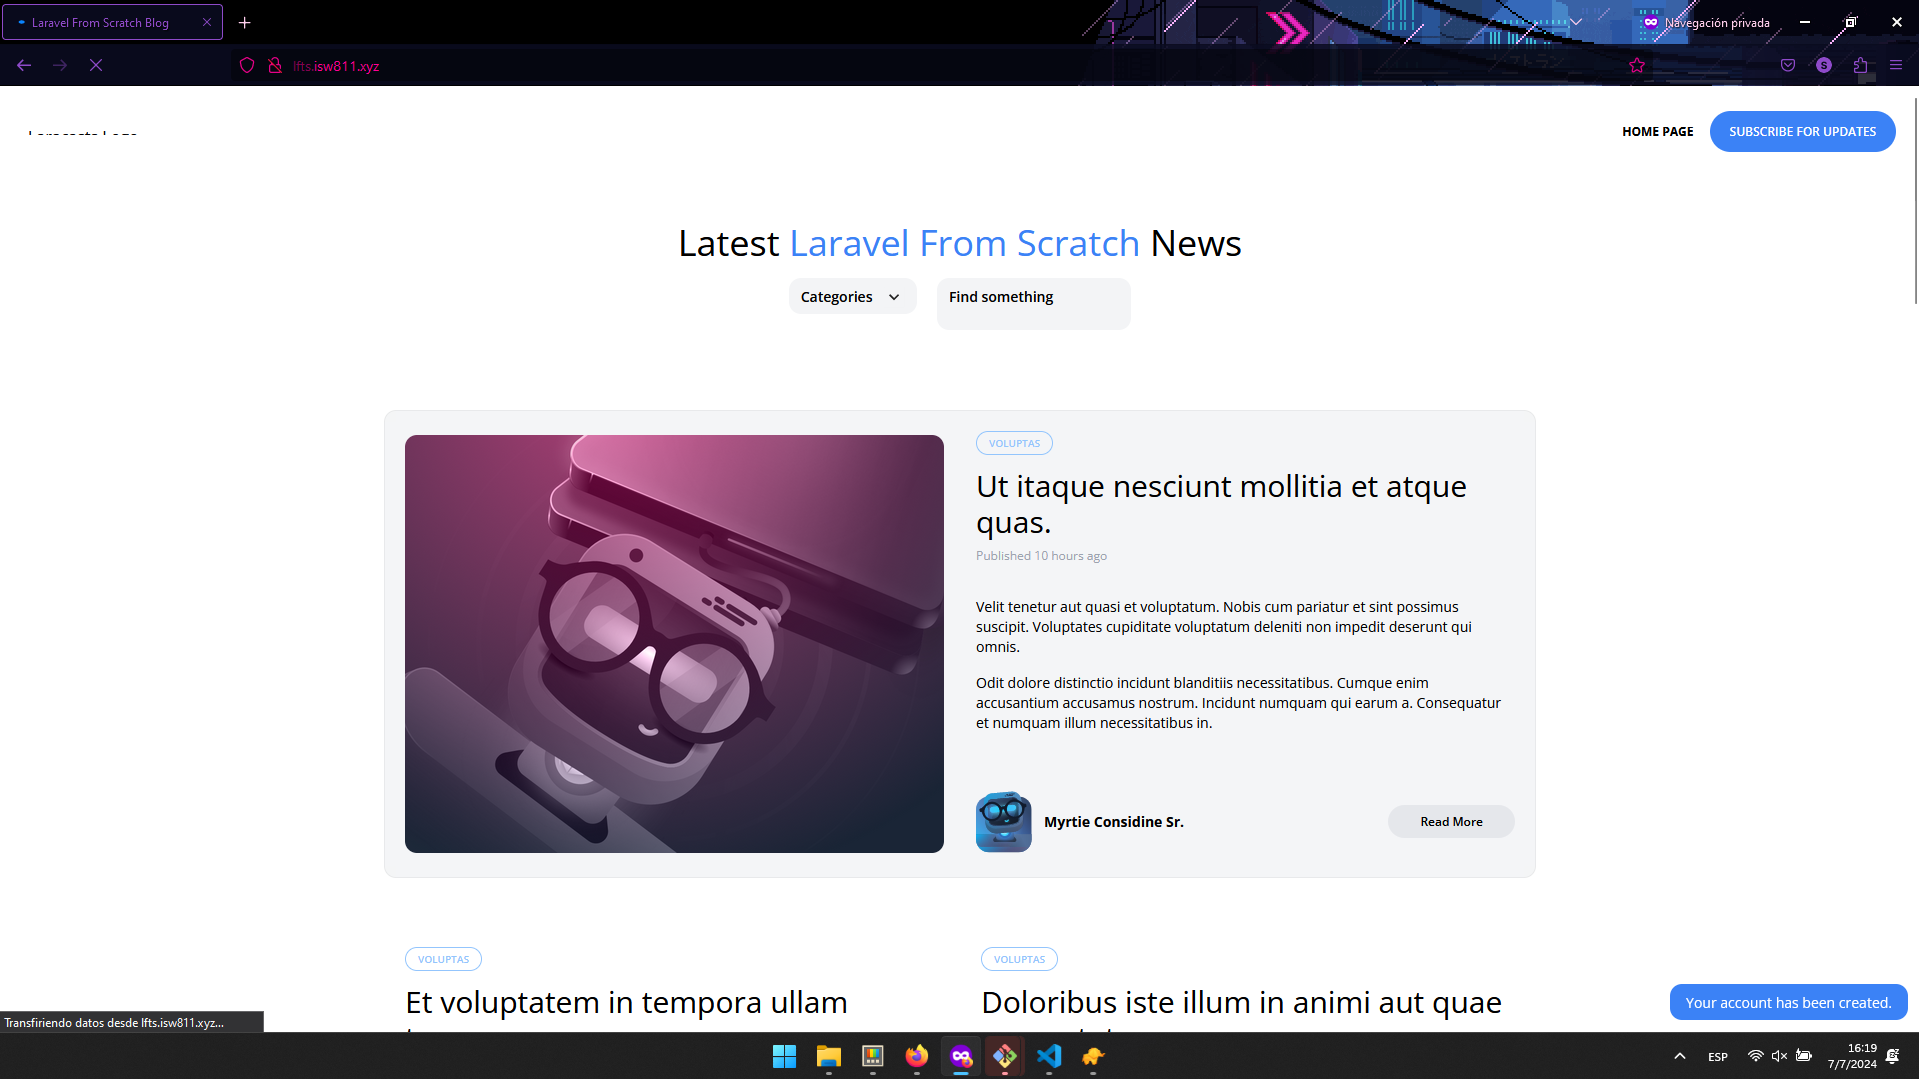 Laravel From Scratch Blog
Navegación privada
lfts.isw811.xyz
Laracasts Logo
HOME PAGE
SUBSCRIBE FOR UPDATES
Latest Laravel From Scratch News
Categories
Find something
VOLUPTAS
Ut itaque nesciunt mollitia et atque
quas.
Published 10 hours ago
Velit tenetur aut quasi et voluptatum. Nobis cum pariatur et sint possimus
suscipit. Voluptates cupiditate voluptatum deleniti non impedit deserunt qui
omnis.
Odit dolore distinctio incidunt blanditiis necessitatibus. Cumque enim
accusantium accusamus nostrum. Incidunt numquam qui earum a. Consequatur
et numquam illum necessitatibus in.
Myrtie Considine Sr.
Read More
VOLUPTAS
Et voluptatem in tempora ullam
VOLUPTAS
Doloribus iste illum in animi aut quae
Your account has been created.
Transfiriendo datos desde lfts.isw811.xyz...
ESP
16:19
7/7/2024